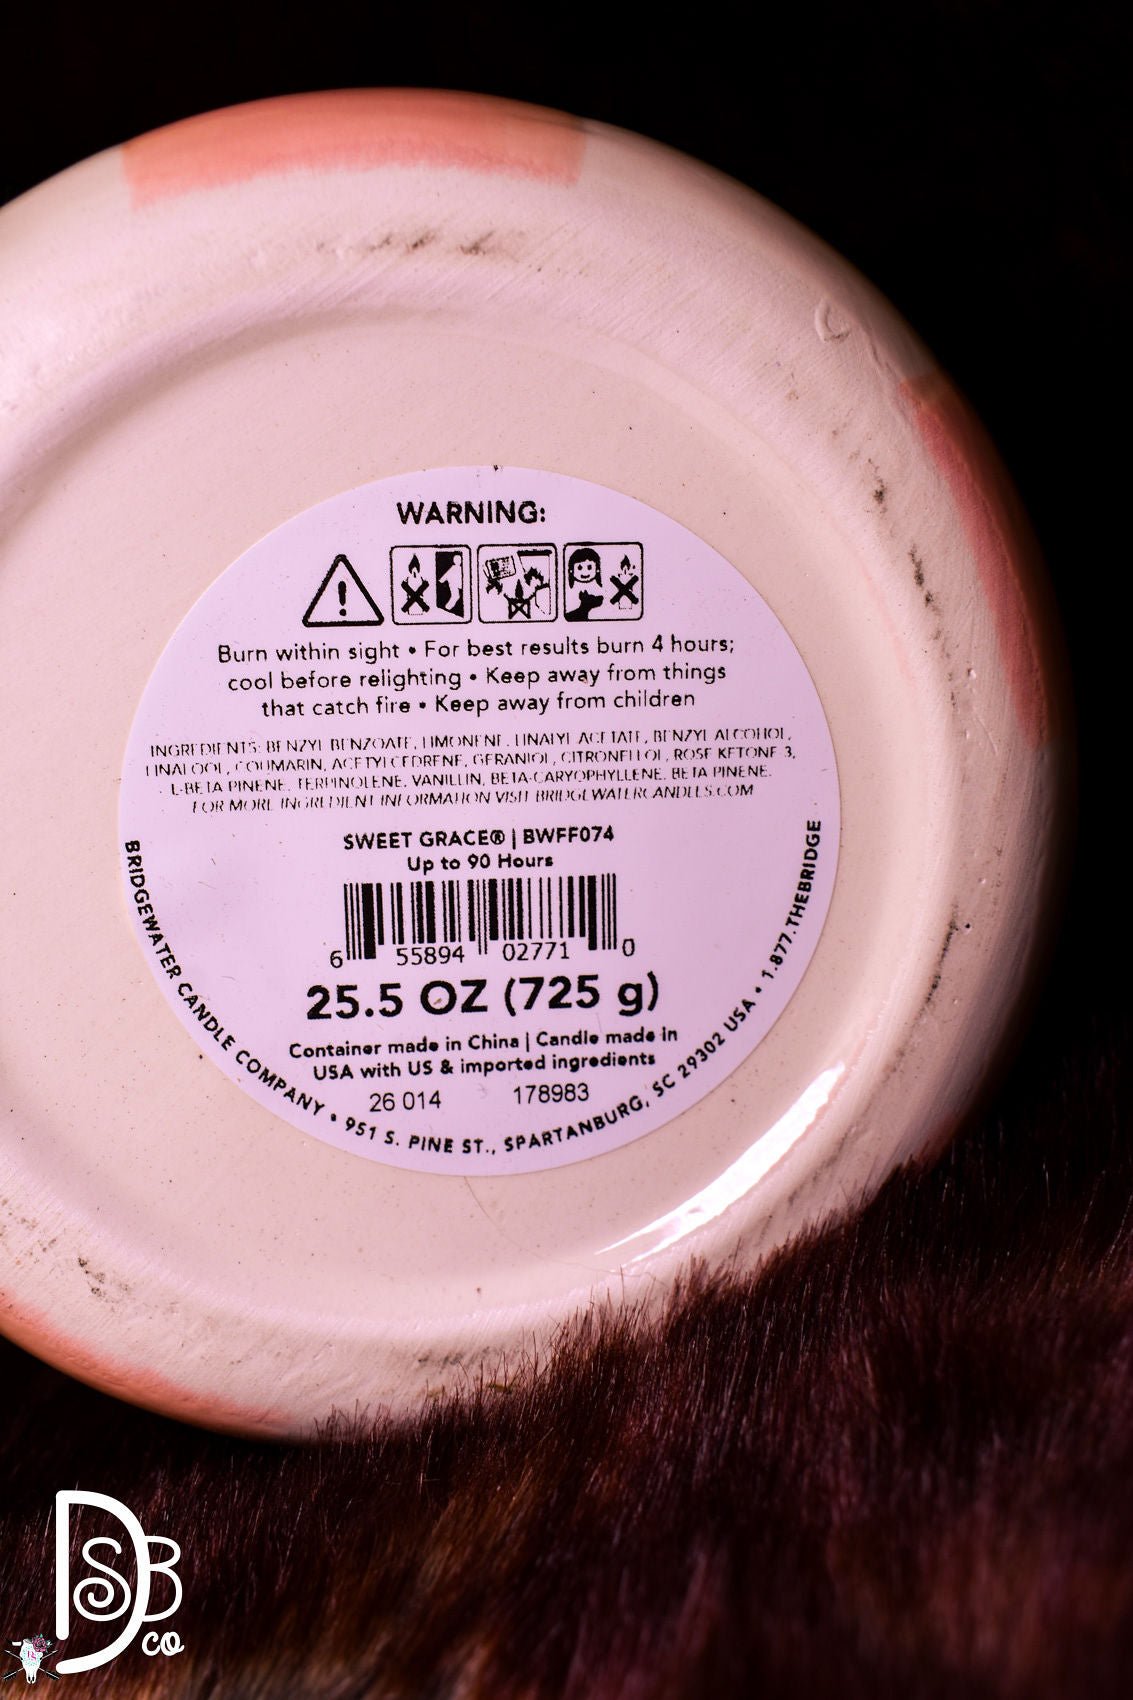 WARNING:
Burn within sight • For best results burn 4 hours;
cool before relighting • Keep away from things
that catch fire • Keep away from children
INGREDIENTS: BENZYL BENZOATE, LIMONENE, LINALYL ACETATE, BENZYL ALCOHOL,
LINALOOL, COUMARIN, ACETYLCEDRENE, GERANIOL, CITRONELLOL, ROSE KETONE 3,
L-BETA PINENE, TERPINOLENE, VANILLIN, BETA-CARYOPHYLLENE, BETA PINENE.
FOR MORE INGREDIENT INFORMATION VISIT BRIDGEWATERCANDLES.COM
SWEET GRACE® | BWFF074
Up to 90 Hours
6 55894 02771 0
25.5 OZ (725 g)
Container made in China | Candle made in
USA with US & imported ingredients
26 014 178983
BRIDGEWATER CANDLE COMPANY • 951 S. PINE ST., SPARTANBURG, SC 29302 USA • 1.877.THEBRIDGE
DSB
co